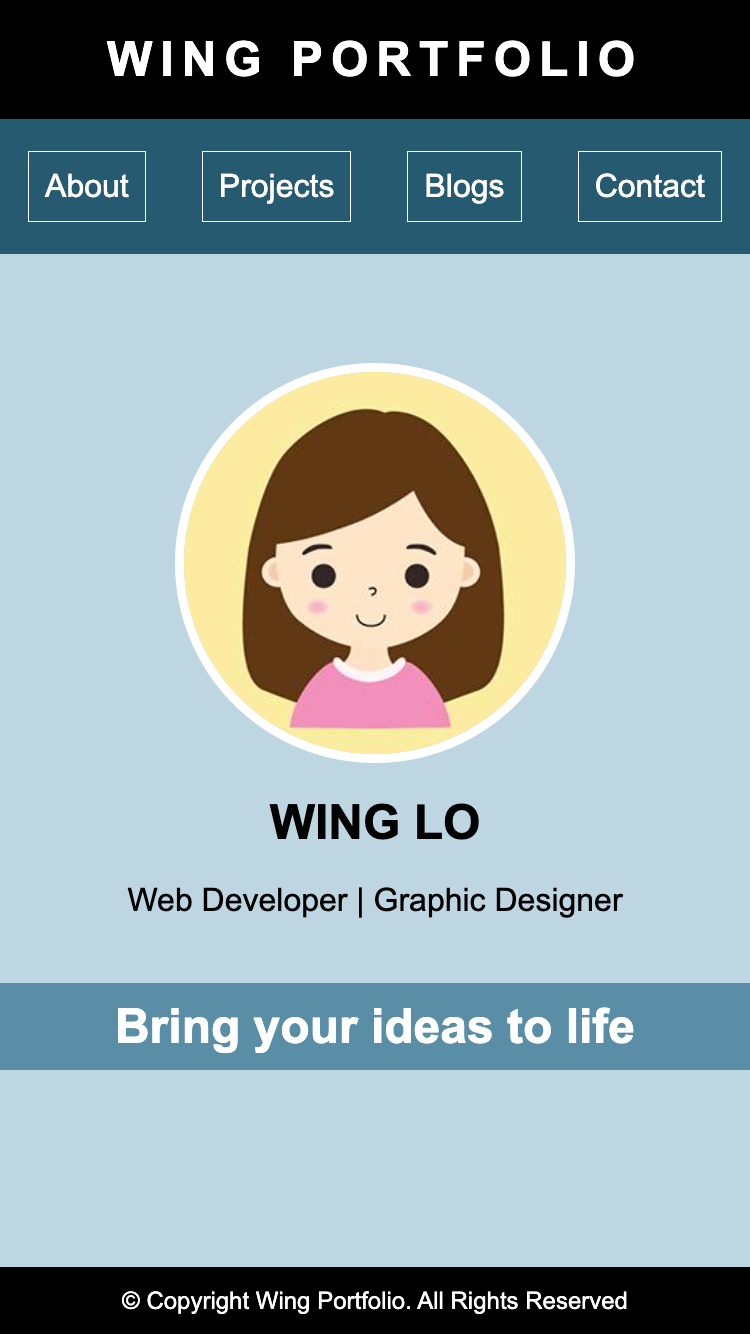 WING PORTFOLIO
About Projects Blogs Contact
WING LO
Web Developer | Graphic Designer
Bring your ideas to life
© Copyright Wing Portfolio. All Rights Reserved